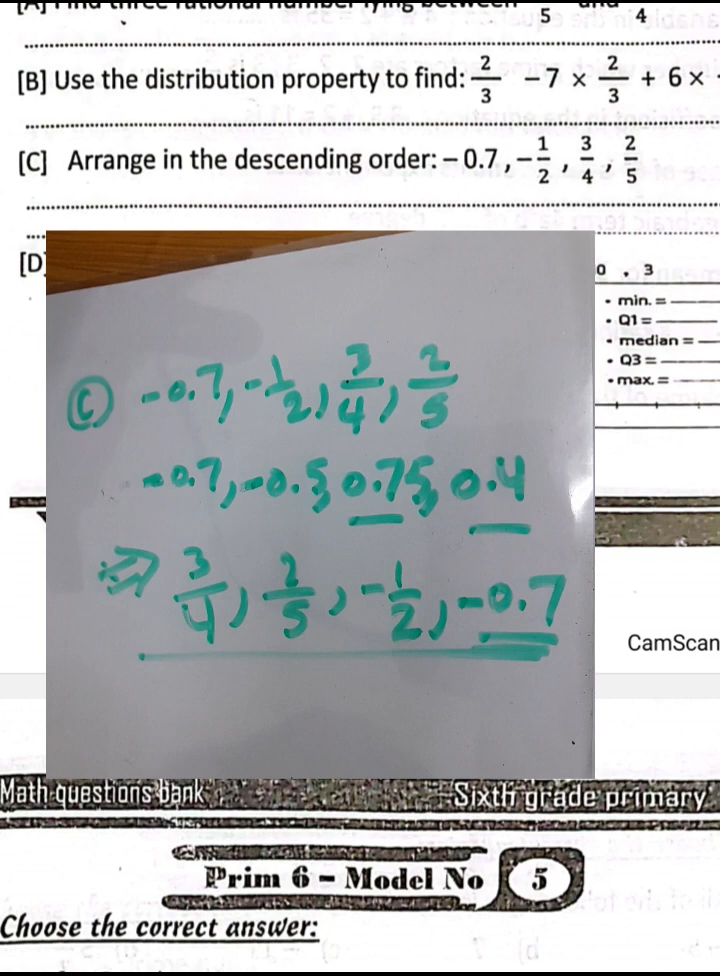 5 4
[B] Use the distribution property to find: 2/3 - 7 × 2/3 + 6 ×
[C] Arrange in the descending order: - 0.7 , - 1/2 , 3/4 , 2/5
[D]
0 , 3
• min. =
• Q1 =
• median =
• Q3 =
• max. =
Ⓒ -0.7, -1/2, 3/4, 2/5
-0.7, -0.5, 0.75, 0.4
⇒ 3/4, 2/5, -1/2, -0.7
CamScan
Math questions bank Sixth grade primary
Prim 6 - Model No 5
Choose the correct answer: